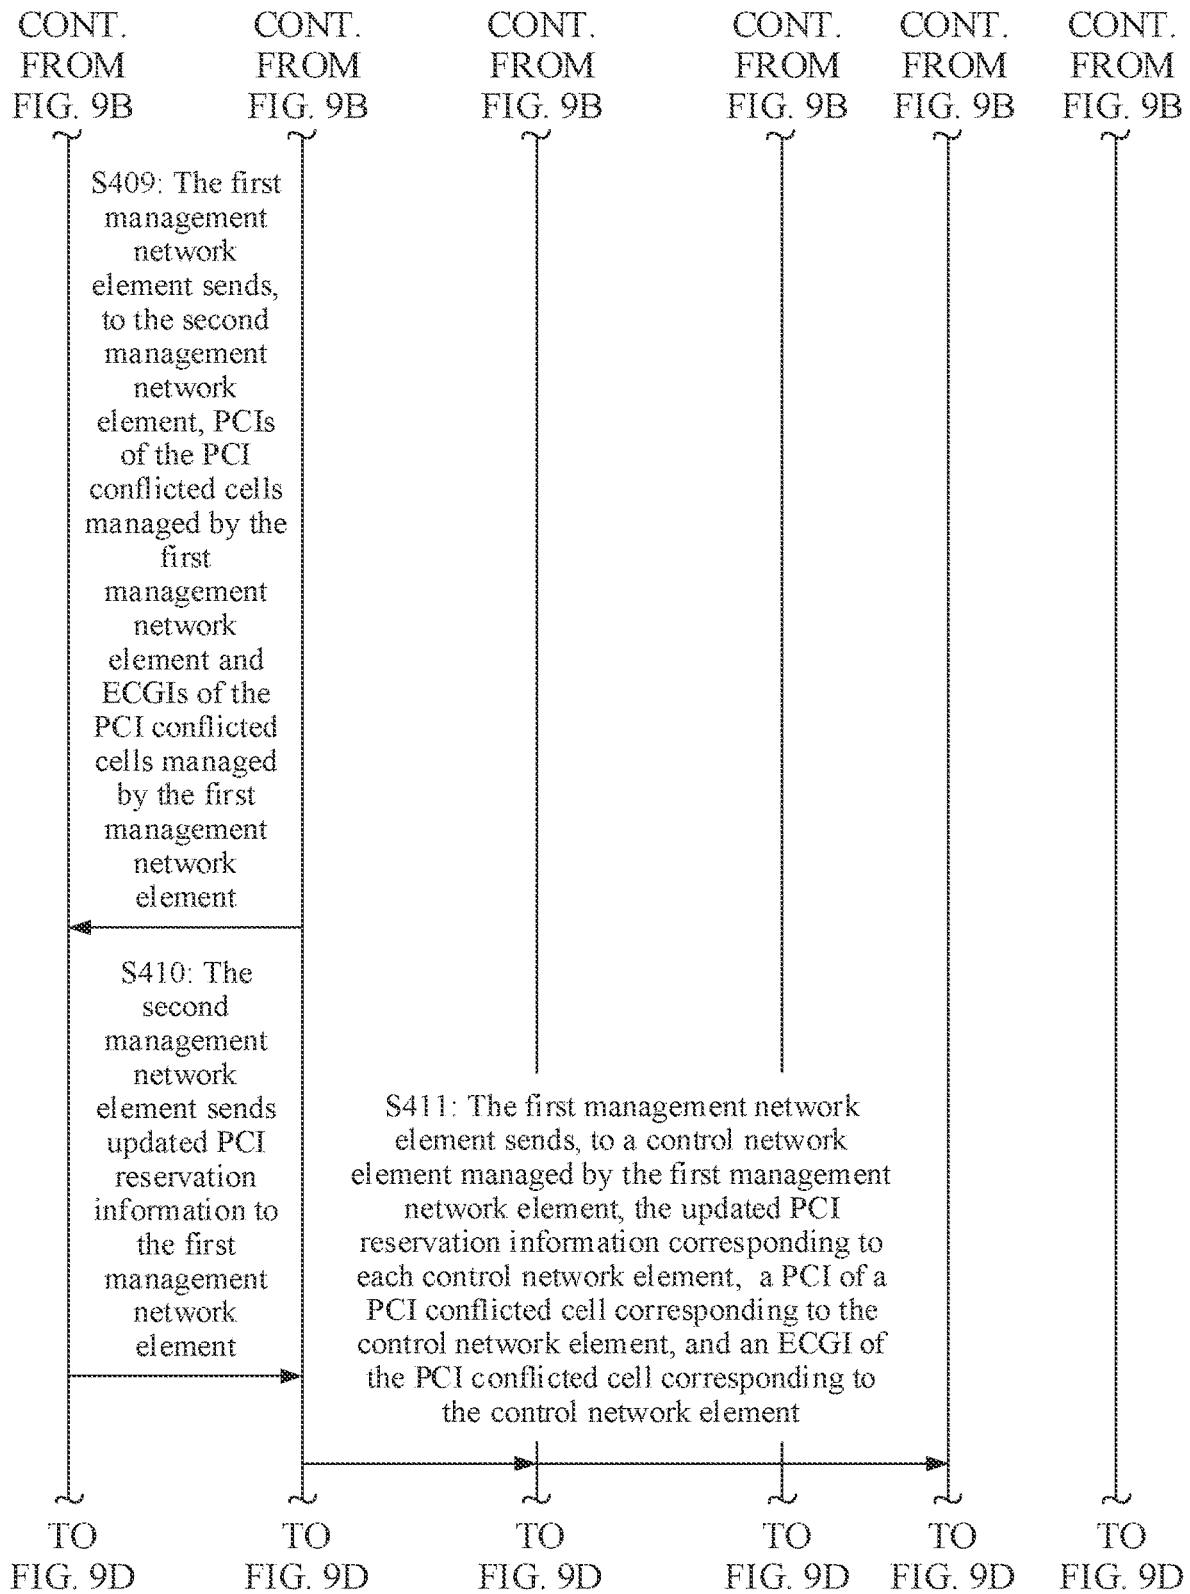 CONT. CONT. CONT. CONT. CONT. CONT.
FROM FROM FROM FROM FROM FROM
FIG. 9B FIG. 9B FIG. 9B FIG. 9B FIG. 9B FIG. 9B
S409: The first
management
network
element sends,
to the second
management
network
element, PCIs
of the PCI
conflicted cells
managed by the
first
management
network
element and
ECGIs of the
PCI conflicted
cells managed
by the first
management
network
element
S410: The
second
management
network
element sends
updated PCI
reservation
information to
the first
management
network
element
S411: The first management network
element sends, to a control network
element managed by the first management
network element, the updated PCI
reservation information corresponding to
each control network element, a PCI of a
PCI conflicted cell corresponding to the
control network element, and an ECGI of
the PCI conflicted cell corresponding to
the control network element
TO TO TO TO TO TO
FIG. 9D FIG. 9D FIG. 9D FIG. 9D FIG. 9D FIG. 9D